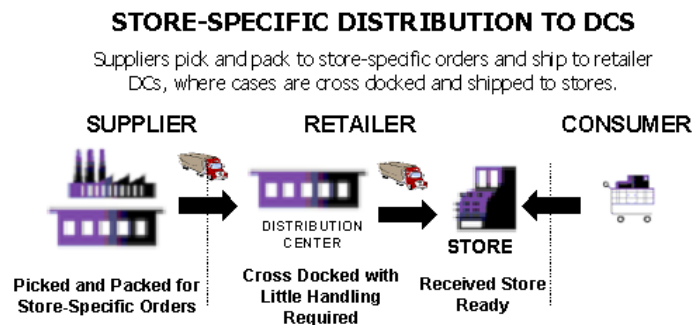 STORE-SPECIFIC DISTRIBUTION TO DCS
Suppliers pick and pack to store-specific orders and ship to retailer
DCs, where cases are cross docked and shipped to stores.
SUPPLIER
RETAILER
CONSUMER
DISTRIBUTION
CENTER
STORE
Picked and Packed for
Store-Specific Orders
Cross Docked with
Little Handling
Required
Received Store
Ready